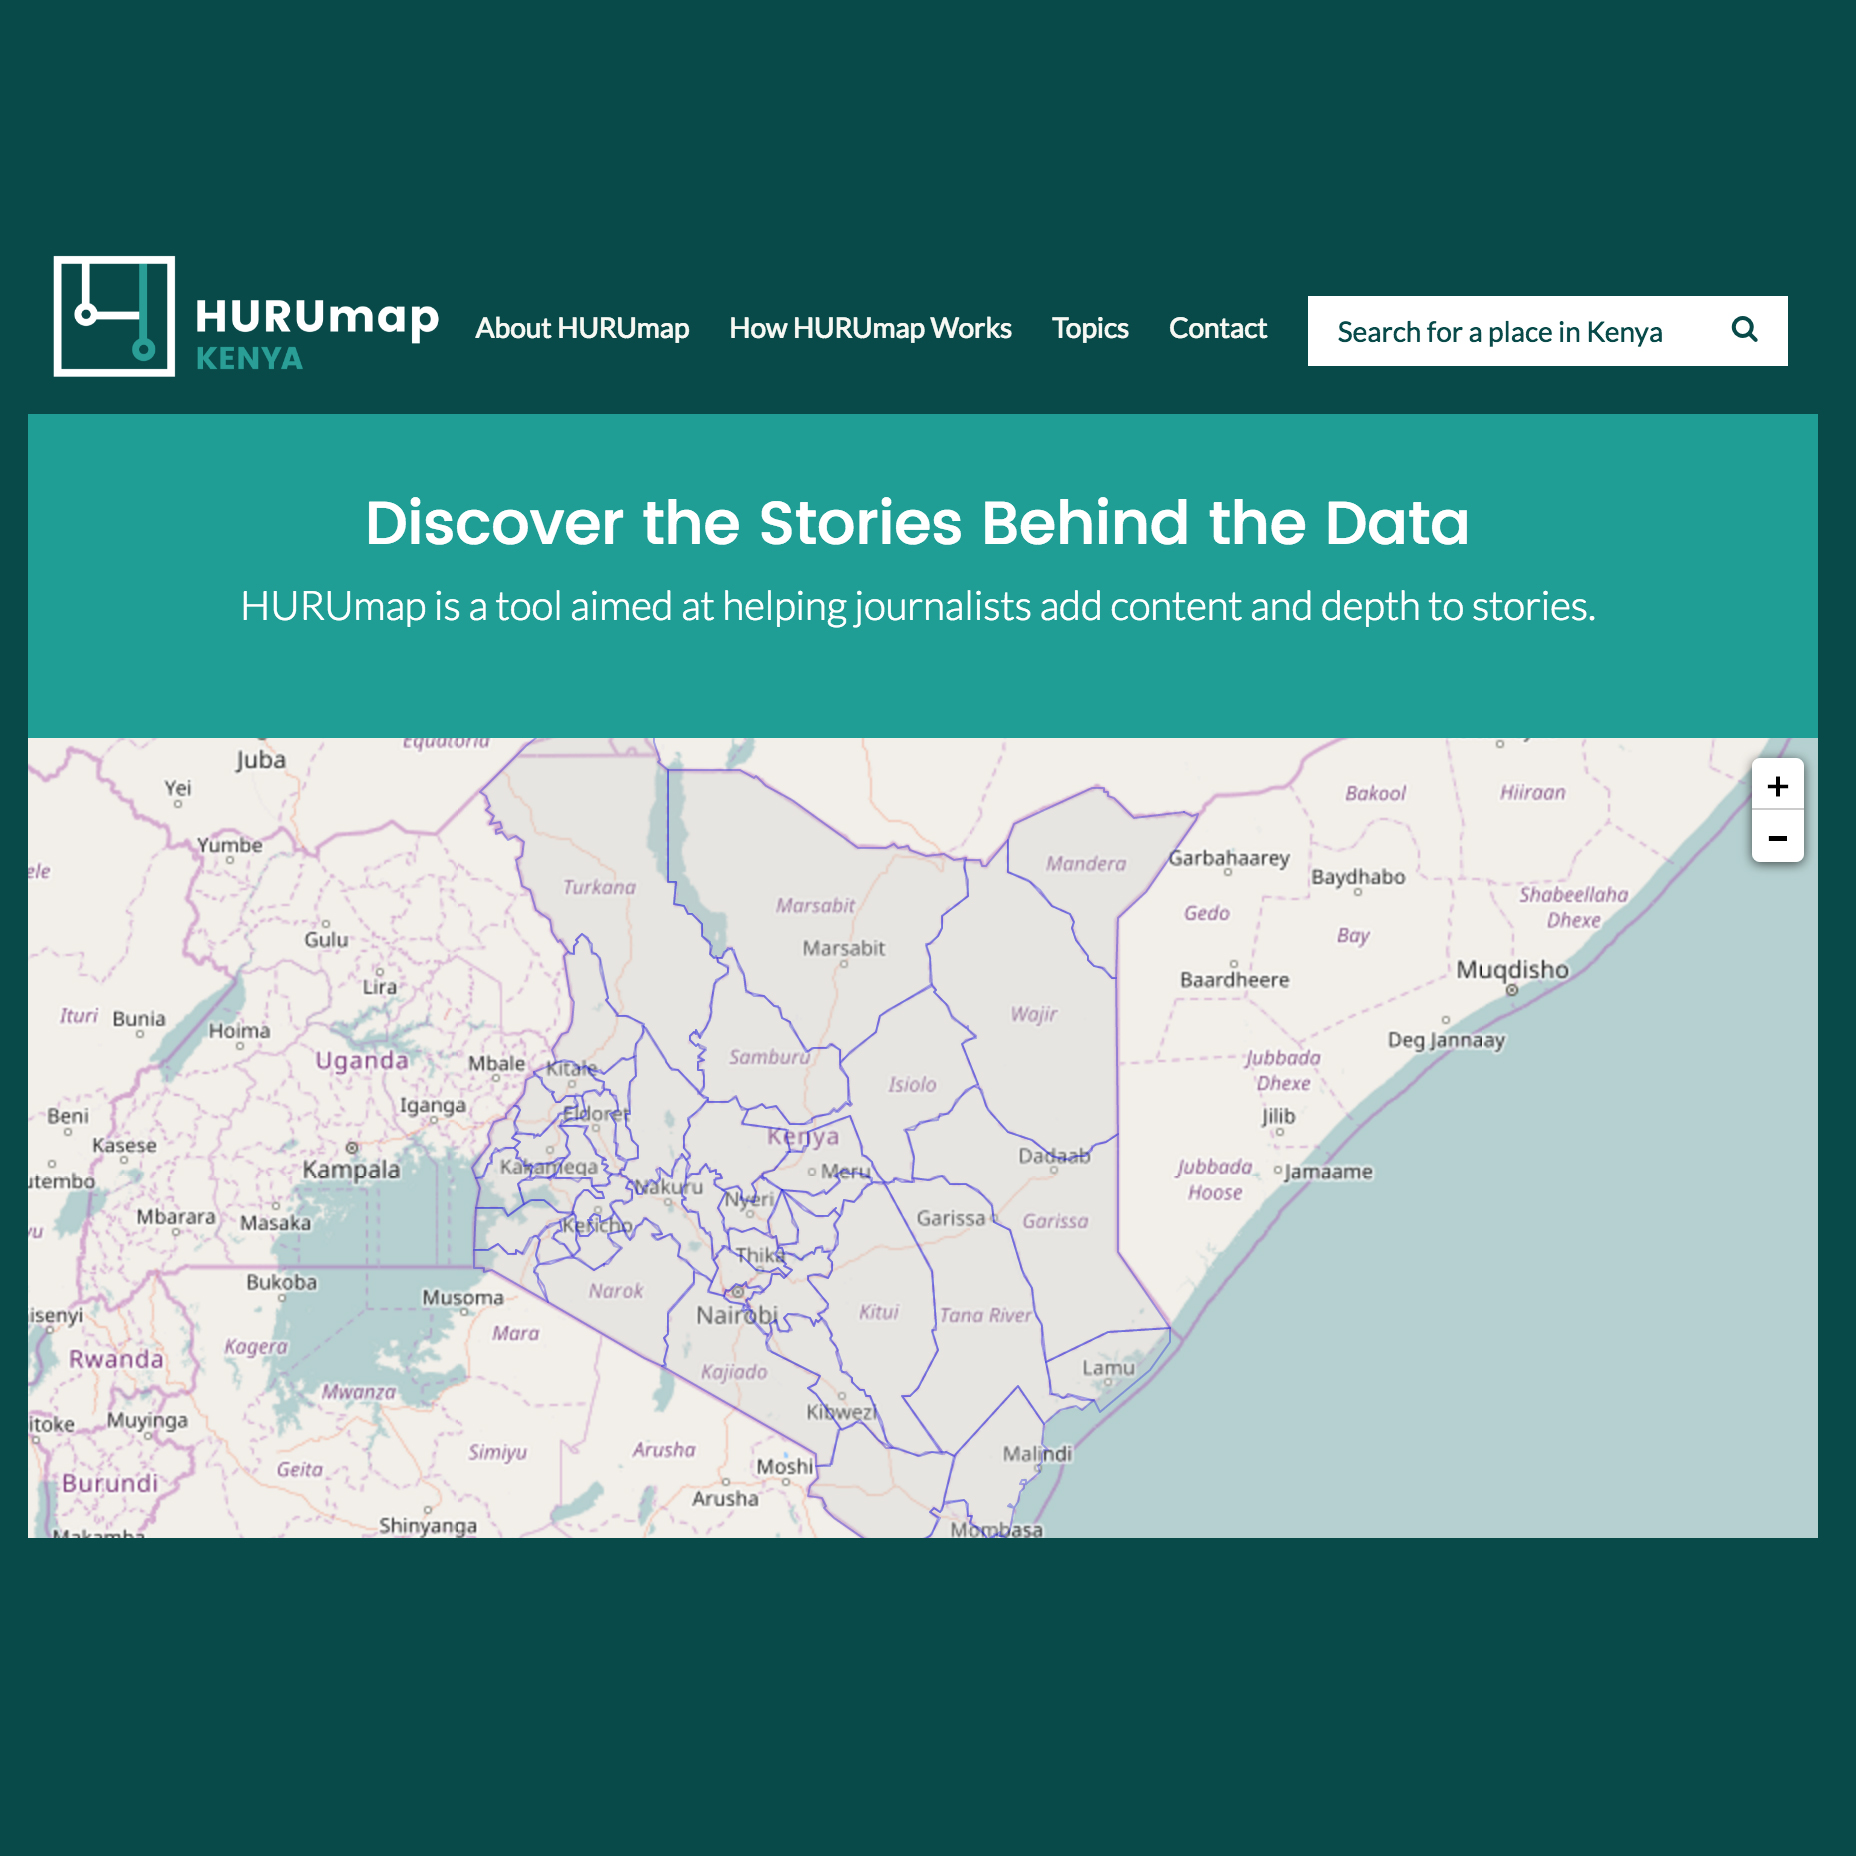 HURUmap
KENYA
About HURUmap
How HURUmap Works
Topics
Contact
Search for a place in Kenya
Discover the Stories Behind the Data
HURUmap is a tool aimed at helping journalists add content and depth to stories.
+
−
Equatoria
Juba
Yei
Bakool
Hiiraan
Yumbe
Mandera
Garbahaarey
Baydhabo
Turkana
Marsabit
Shabeellaha
Dhexe
Gedo
Gulu
Bay
Marsabit
Muqdisho
Lira
Baardheere
Ituri
Bunia
Hoima
Wajir
Deg Jannaay
Uganda
Mbale
Kitale
Samburu
Isiolo
Jubbada
Dhexe
Beni
Iganga
Eldoret
Jilib
Kasese
Kenya
Kampala
Kakamega
Meru
Dadaab
Jubbada
Hoose
Jamaame
Nakuru
Nyeri
Mbarara
Masaka
Kericho
Garissa
Garissa
Thika
Bukoba
Musoma
Narok
Nairobi
Kitui
Tana River
Mara
Kagera
Rwanda
Kajiado
Lamu
Mwanza
Muyinga
Kibwezi
Simiyu
Arusha
Malindi
Geita
Moshi
Burundi
Arusha
Shinyanga
Mombasa
Makamba